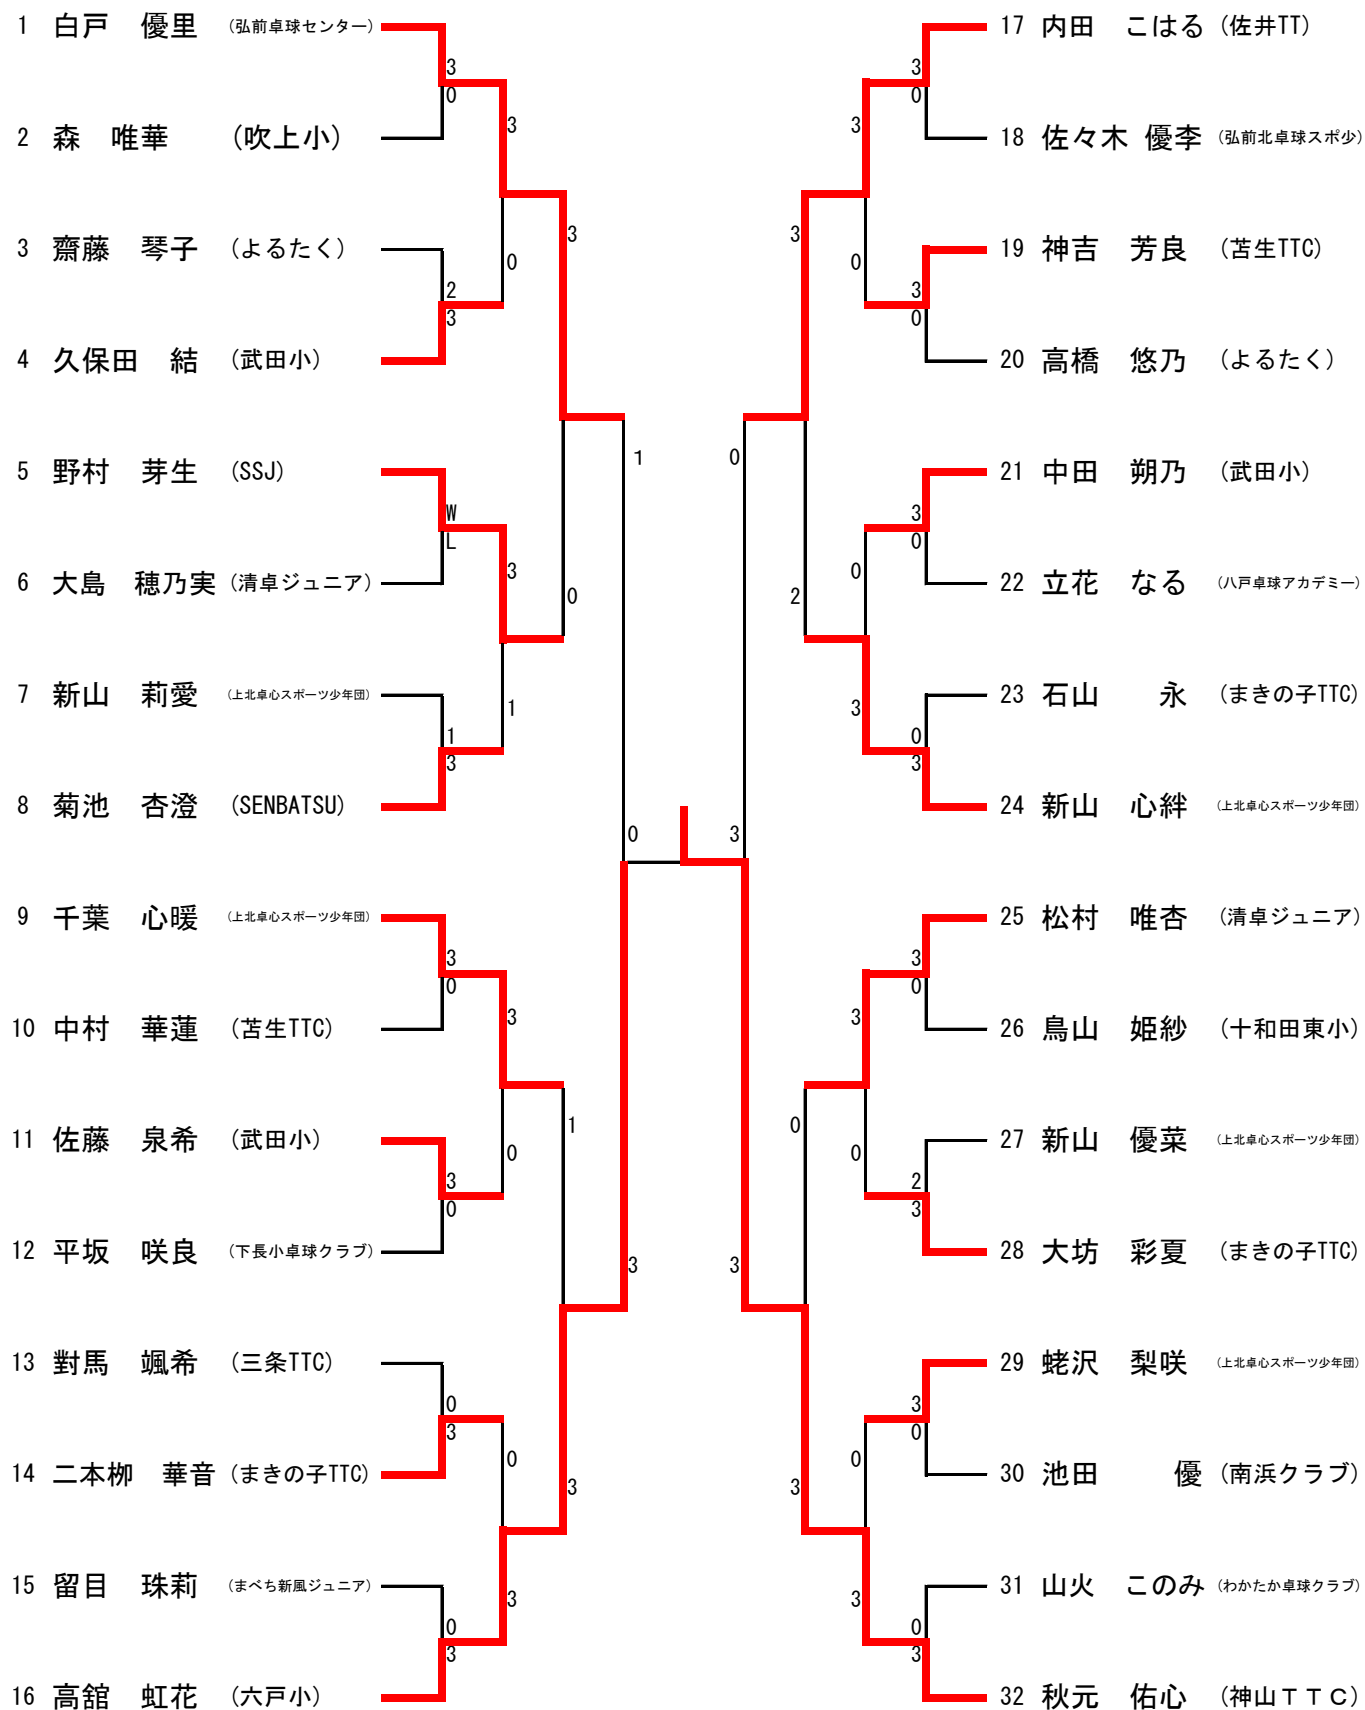 1 白戸 優里 (弘前卓球センター)
3
0
2 森 唯華 (吹上小)
3
3 齋藤 琴子 (よるたく)
2
3
4 久保田 結 (武田小)
0
3
5 野村 芽生 (SSJ)
W
L
6 大島 穂乃実 (清卓ジュニア)
3
7 新山 莉愛 (上北卓心スポーツ少年団)
1
3
8 菊池 杏澄 (SENBATSU)
1
0
1
9 千葉 心暖 (上北卓心スポーツ少年団)
3
0
10 中村 華蓮 (苫生TTC)
3
11 佐藤 泉希 (武田小)
3
0
12 平坂 咲良 (下長小卓球クラブ)
0
1
13 對馬 颯希 (三条TTC)
0
3
14 二本栁 華音 (まきの子TTC)
0
15 留目 珠莉 (まべち新風ジュニア)
0
3
16 高舘 虹花 (六戸小)
3
3
3
0
17 内田 こはる (佐井TT)
3
0
18 佐々木 優李 (弘前北卓球スポ少)
3
19 神吉 芳良 (苫生TTC)
3
0
20 高橋 悠乃 (よるたく)
0
3
21 中田 朔乃 (武田小)
3
0
22 立花 なる (八戸卓球アカデミー)
0
23 石山 永 (まきの子TTC)
0
3
24 新山 心絆 (上北卓心スポーツ少年団)
3
2
0
25 松村 唯杏 (清卓ジュニア)
3
0
26 鳥山 姫紗 (十和田東小)
3
27 新山 優菜 (上北卓心スポーツ少年団)
2
3
28 大坊 彩夏 (まきの子TTC)
0
0
29 蛯沢 梨咲 (上北卓心スポーツ少年団)
3
0
30 池田 優 (南浜クラブ)
0
31 山火 このみ (わかたか卓球クラブ)
0
3
32 秋元 佑心 (神山ＴＴＣ)
3
3
3
3